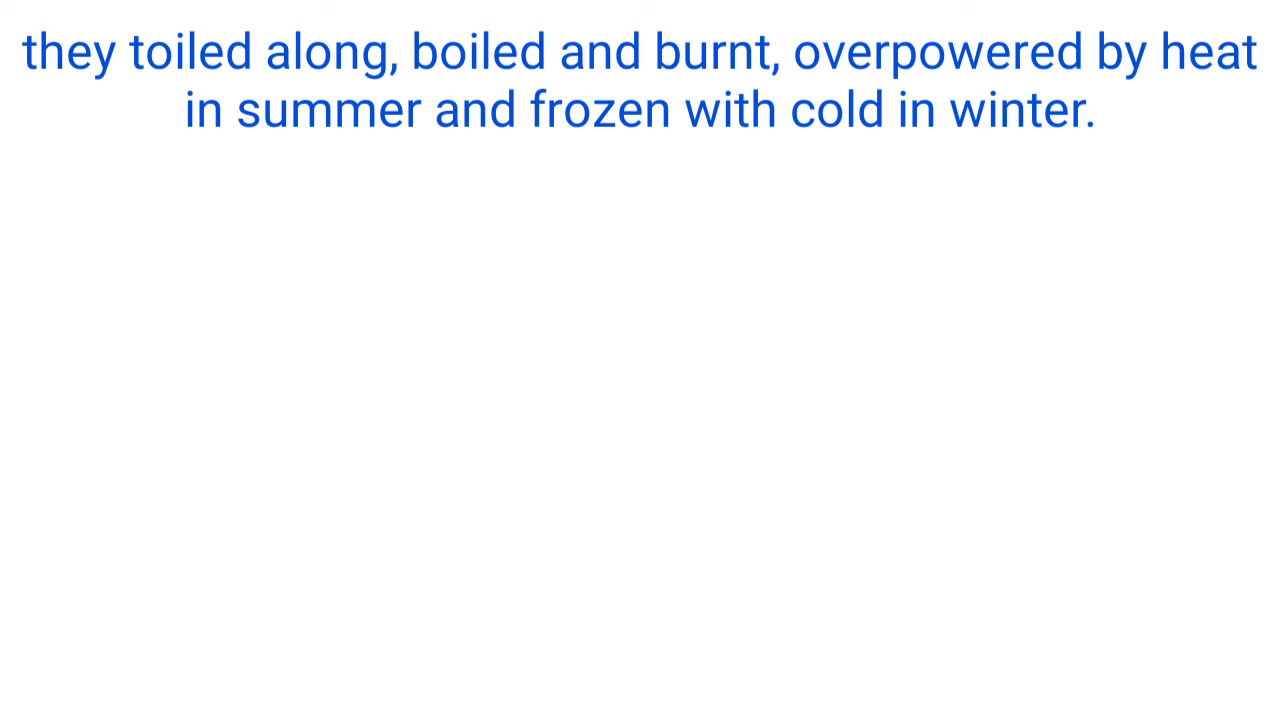 they toiled along, boiled and burnt, overpowered by heat
in summer and frozen with cold in winter.